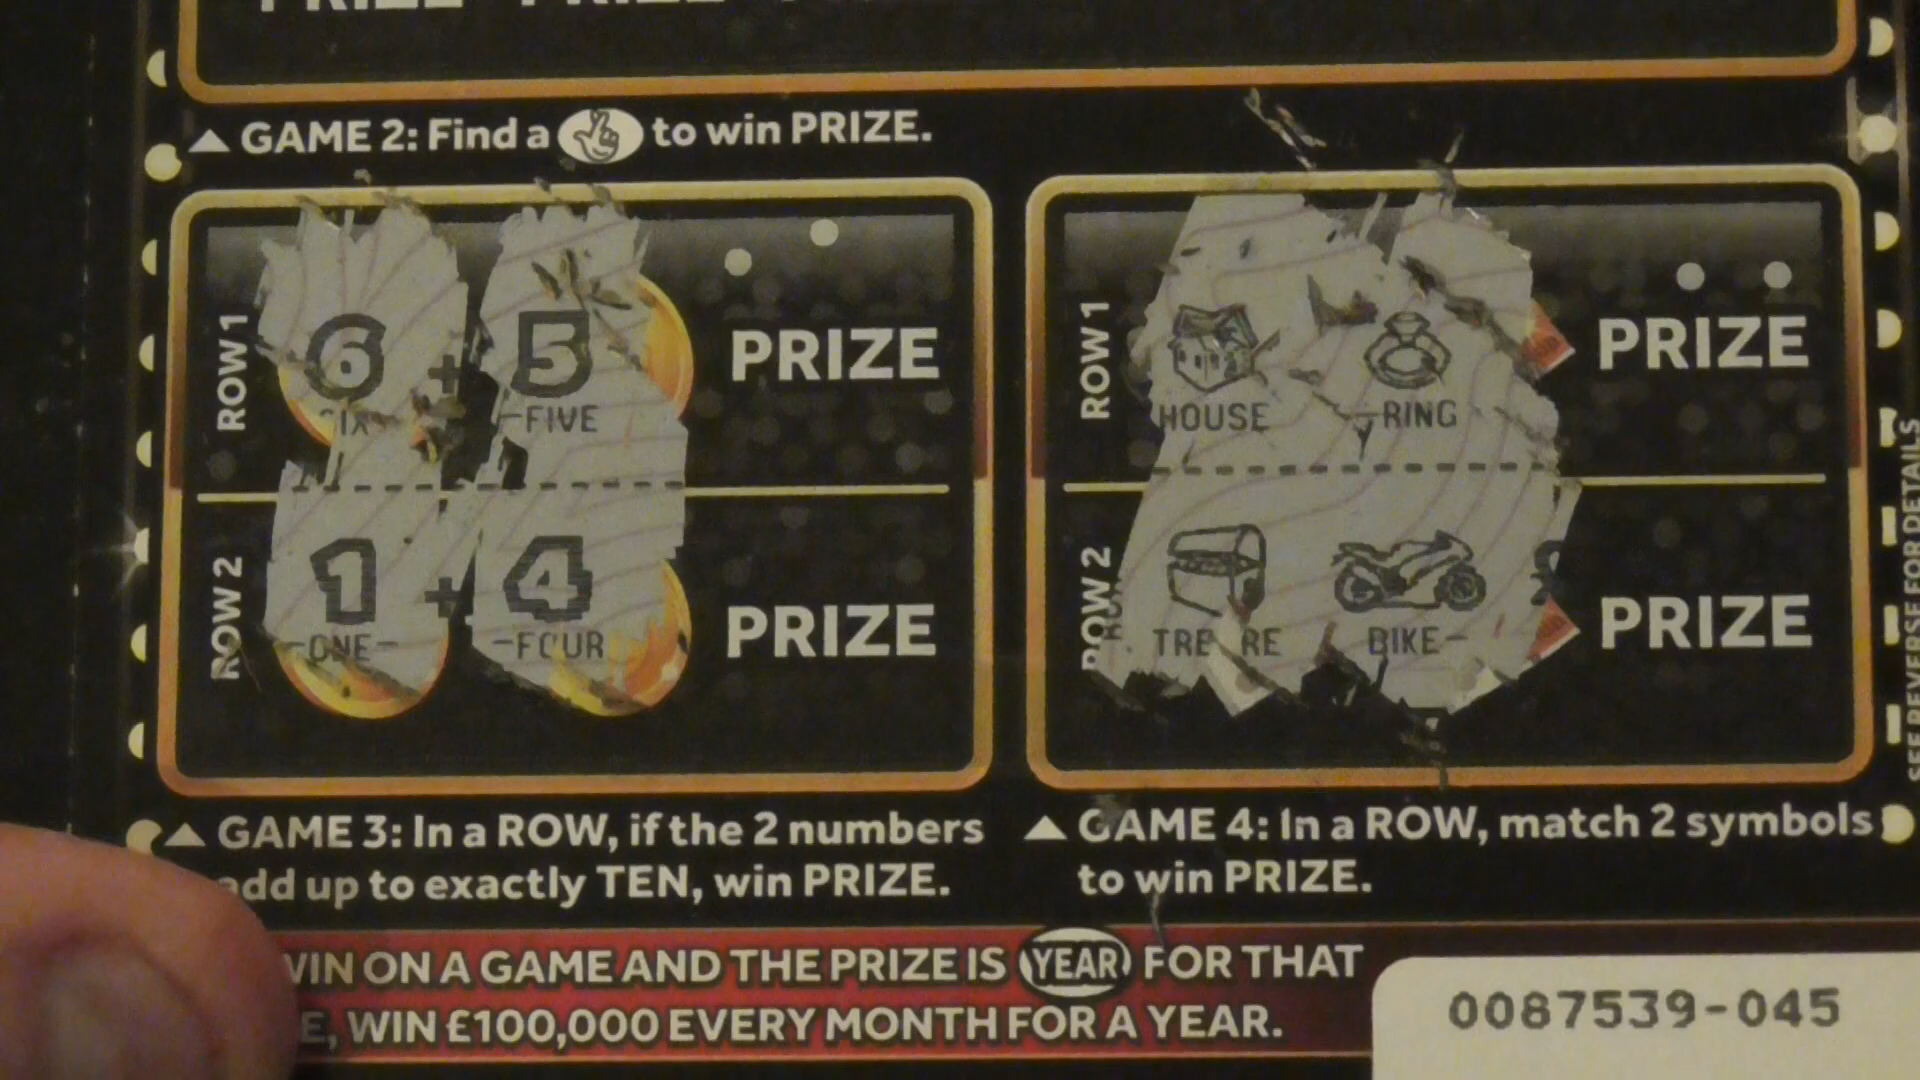 GAME 2: Find a to win PRIZE.
ROW 1
6 + 5
SIX FIVE
PRIZE
ROW 2
1 + 4
ONE FOUR
PRIZE
ROW 1
HOUSE RING
PRIZE
ROW 2
BIKE
PRIZE
GAME 3: In a ROW, if the 2 numbers
add up to exactly TEN, win PRIZE.
GAME 4: In a ROW, match 2 symbols
to win PRIZE.
WIN ON A GAME AND THE PRIZE IS YEAR FOR THAT
WIN £100,000 EVERY MONTH FOR A YEAR.
0087539-045
SEE REVERSE FOR DETAILS